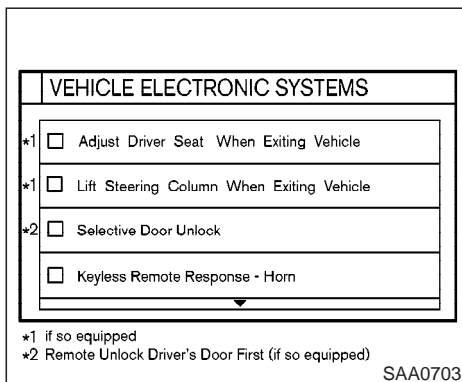 VEHICLE ELECTRONIC SYSTEMS
*1 Adjust Driver Seat When Exiting Vehicle
*1 Lift Steering Column When Exiting Vehicle
*2 Selective Door Unlock
Keyless Remote Response - Horn
*1 if so equipped
*2 Remote Unlock Driver's Door First (if so equipped)
SAA0703